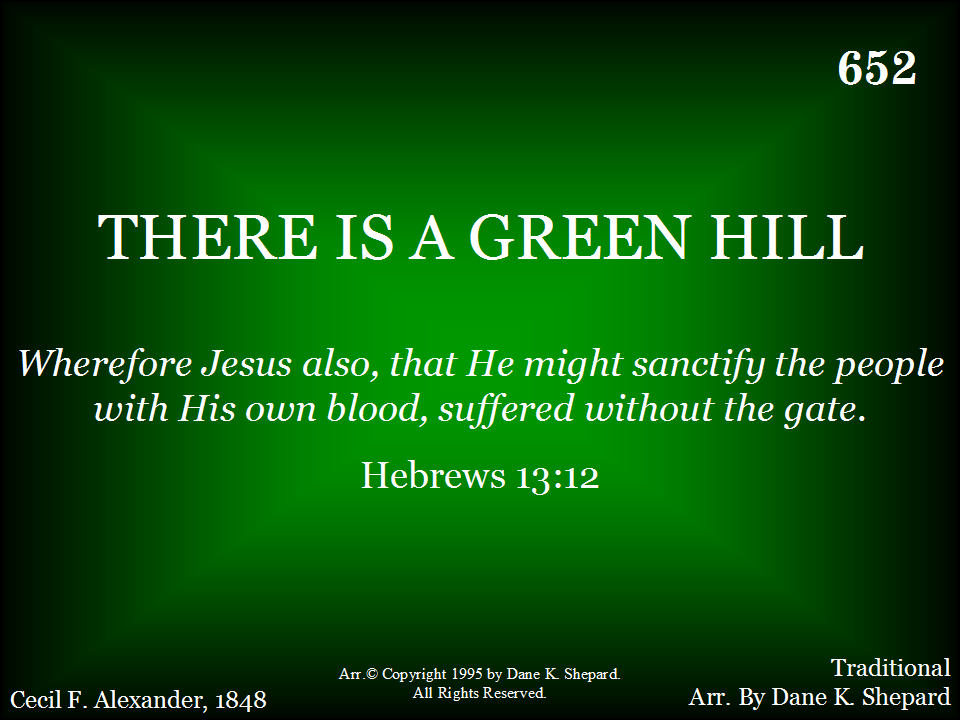 652
THERE IS A GREEN HILL
Wherefore Jesus also, that He might sanctify the people
with His own blood, suffered without the gate.
Hebrews 13:12
Cecil F. Alexander, 1848
Arr.© Copyright 1995 by Dane K. Shepard.
All Rights Reserved.
Traditional
Arr. By Dane K. Shepard